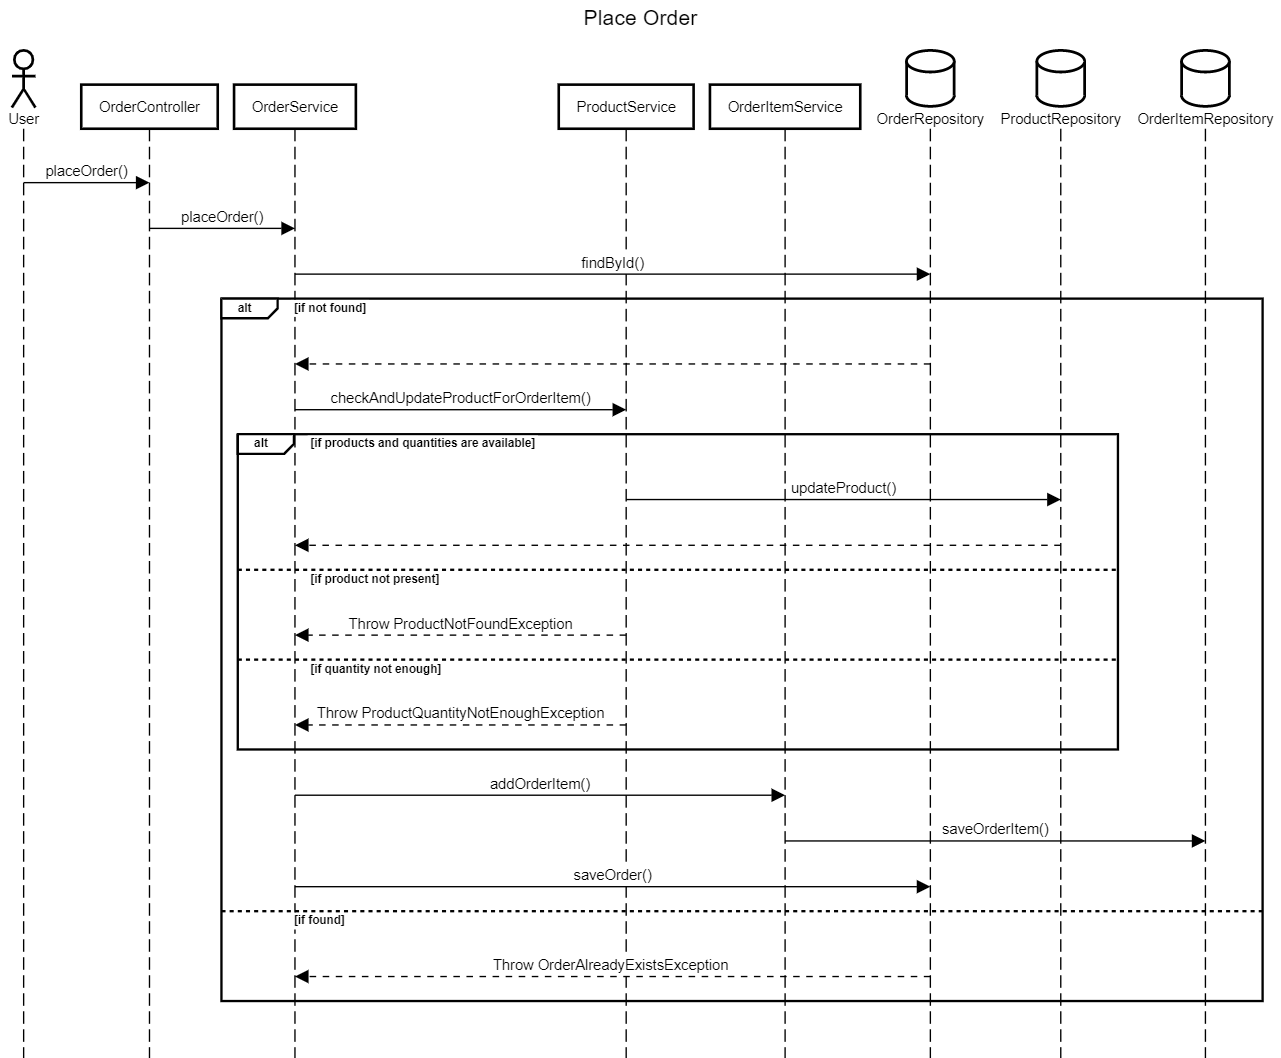 Place Order
User
OrderController
OrderService
ProductService
OrderItemService
OrderRepository
ProductRepository
OrderItemRepository
placeOrder()
placeOrder()
findById()
alt
[if not found]
checkAndUpdateProductForOrderItem()
alt
[if products and quantities are available]
updateProduct()
[if product not present]
Throw ProductNotFoundException
[if quantity not enough]
Throw ProductQuantityNotEnoughException
addOrderItem()
saveOrderItem()
saveOrder()
[if found]
Throw OrderAlreadyExistsException